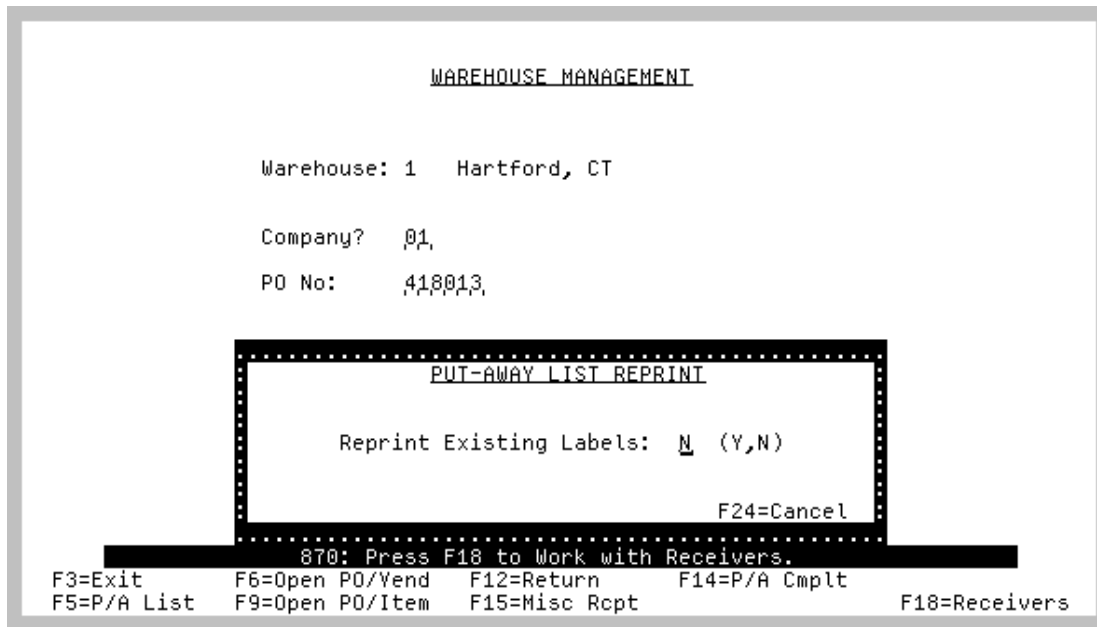 WAREHOUSE MANAGEMENT
Warehouse: 1 Hartford, CT
Company? 01
PO No: 418013
PUT-AWAY LIST REPRINT
Reprint Existing Labels: N (Y,N)
F24=Cancel
870: Press F18 to Work with Receivers.
F3=Exit F6=Open PO/Vend F12=Return F14=P/A Cmplt
F5=P/A List F9=Open PO/Item F15=Misc Rcpt F18=Receivers